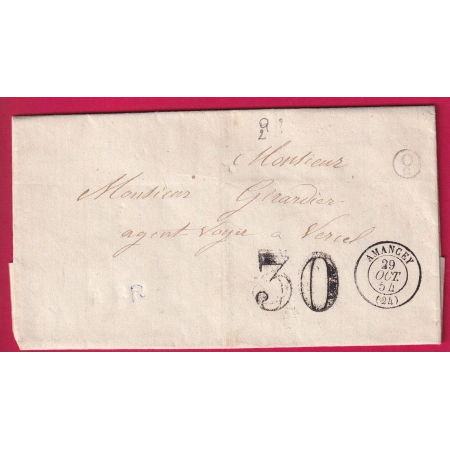 Monsieur
Monsieur Girardier
agent Voyer à Vercel
30
AMANCEY
29
OCT.
54
(24)